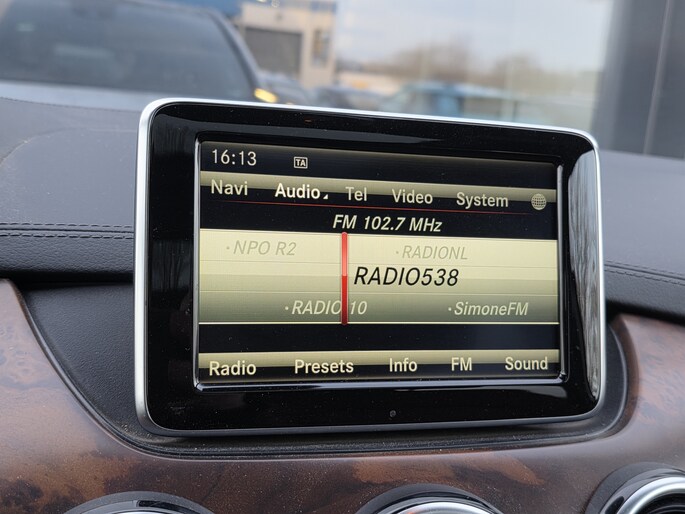 16:13 TA
Navi Audio Tel Video System
FM 102.7 MHz
·NPO R2 ·RADIONL
RADIO538
·RADIO 10 ·SimoneFM
Radio Presets Info FM Sound